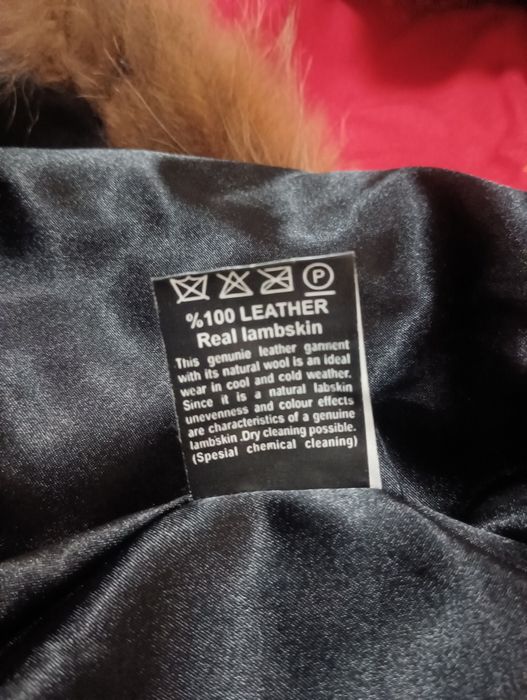 P
%100 LEATHER
Real lambskin
This genunie leather garment
with its natural wool is an ideal
wear in cool and cold weather.
Since it is a natural labskin
unevenness and colour effects
are characteristics of a genuine
lambskin .Dry cleaning possible.
(Spesial chemical cleaning)